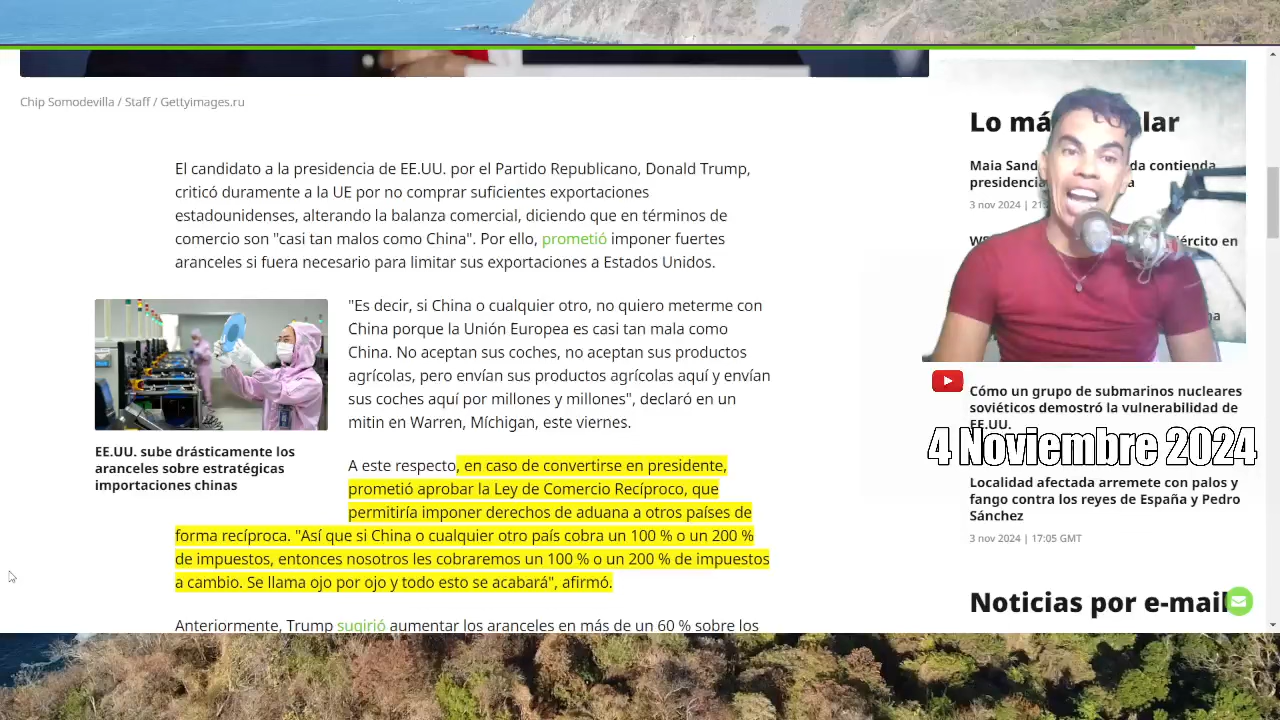 Chip Somodevilla / Staff / Gettyimages.ru
El candidato a la presidencia de EE.UU. por el Partido Republicano, Donald Trump,
criticó duramente a la UE por no comprar suficientes exportaciones
estadounidenses, alterando la balanza comercial, diciendo que en términos de
comercio son "casi tan malos como China". Por ello, prometió imponer fuertes
aranceles si fuera necesario para limitar sus exportaciones a Estados Unidos.
"Es decir, si China o cualquier otro, no quiero meterme con
China porque la Unión Europea es casi tan mala como
China. No aceptan sus coches, no aceptan sus productos
agrícolas, pero envían sus productos agrícolas aquí y envían
sus coches aquí por millones y millones", declaró en un
mitin en Warren, Míchigan, este viernes.
EE.UU. sube drásticamente los
aranceles sobre estratégicas
importaciones chinas
A este respecto, en caso de convertirse en presidente,
prometió aprobar la Ley de Comercio Recíproco, que
permitiría imponer derechos de aduana a otros países de
forma recíproca. "Así que si China o cualquier otro país cobra un 100 % o un 200 %
de impuestos, entonces nosotros les cobraremos un 100 % o un 200 % de impuestos
a cambio. Se llama ojo por ojo y todo esto se acabará", afirmó.
Anteriormente, Trump sugirió aumentar los aranceles en más de un 60 % sobre los
Lo más
Maia contienda
3 nov 2024
en
Cómo un grupo de submarinos nucleares
soviéticos demostró la vulnerabilidad de
EE.UU.
4 Noviembre 2024
Localidad afectada arremete con palos y
fango contra los reyes de España y Pedro
Sánchez
3 nov 2024 | 17:05 GMT
Noticias por e-mail